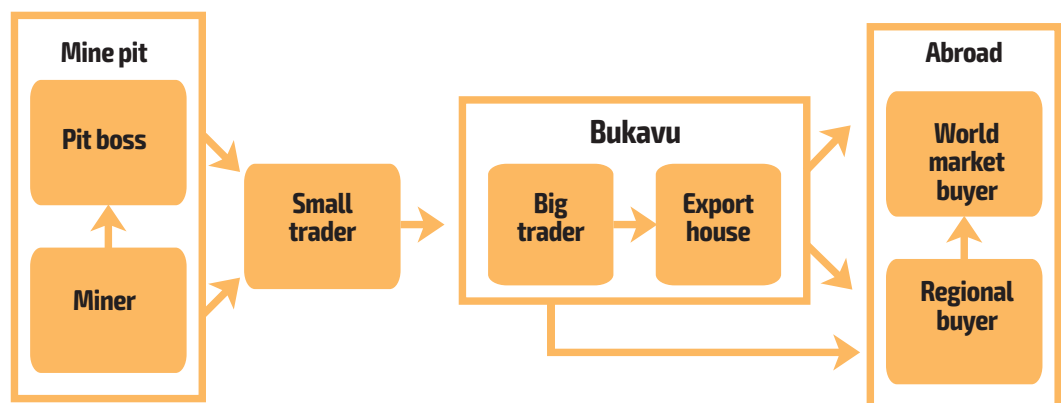 Mine pit
Pit boss
Miner
Small
trader
Bukavu
Big
trader
Export
house
Abroad
World
market
buyer
Regional
buyer